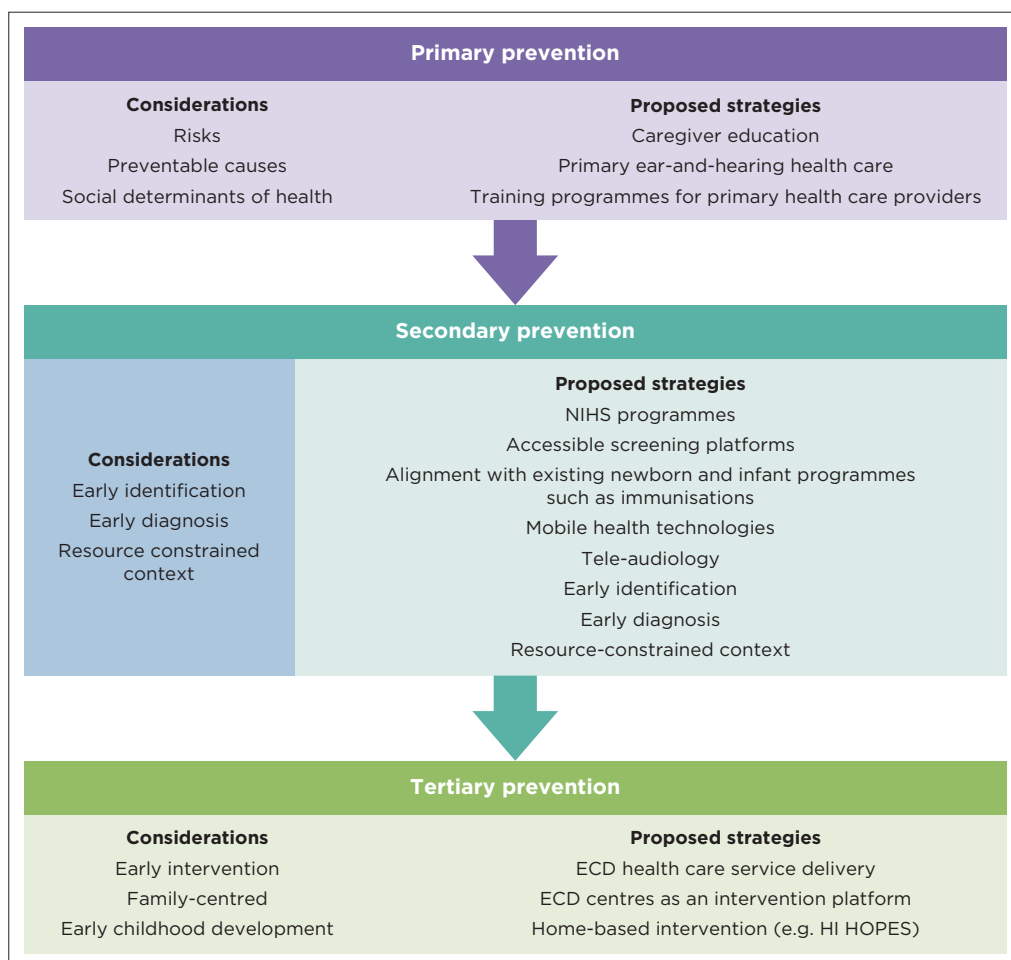 Primary prevention
Considerations
Risks
Preventable causes
Social determinants of health
Proposed strategies
Caregiver education
Primary ear-and-hearing health care
Training programmes for primary health care providers
Secondary prevention
Considerations
Early identification
Early diagnosis
Resource constrained
context
Proposed strategies
NIHS programmes
Accessible screening platforms
Alignment with existing newborn and infant programmes
such as immunisations
Mobile health technologies
Tele-audiology
Early identification
Early diagnosis
Resource-constrained context
Tertiary prevention
Considerations
Early intervention
Family-centred
Early childhood development
Proposed strategies
ECD health care service delivery
ECD centres as an intervention platform
Home-based intervention (e.g. HI HOPES)